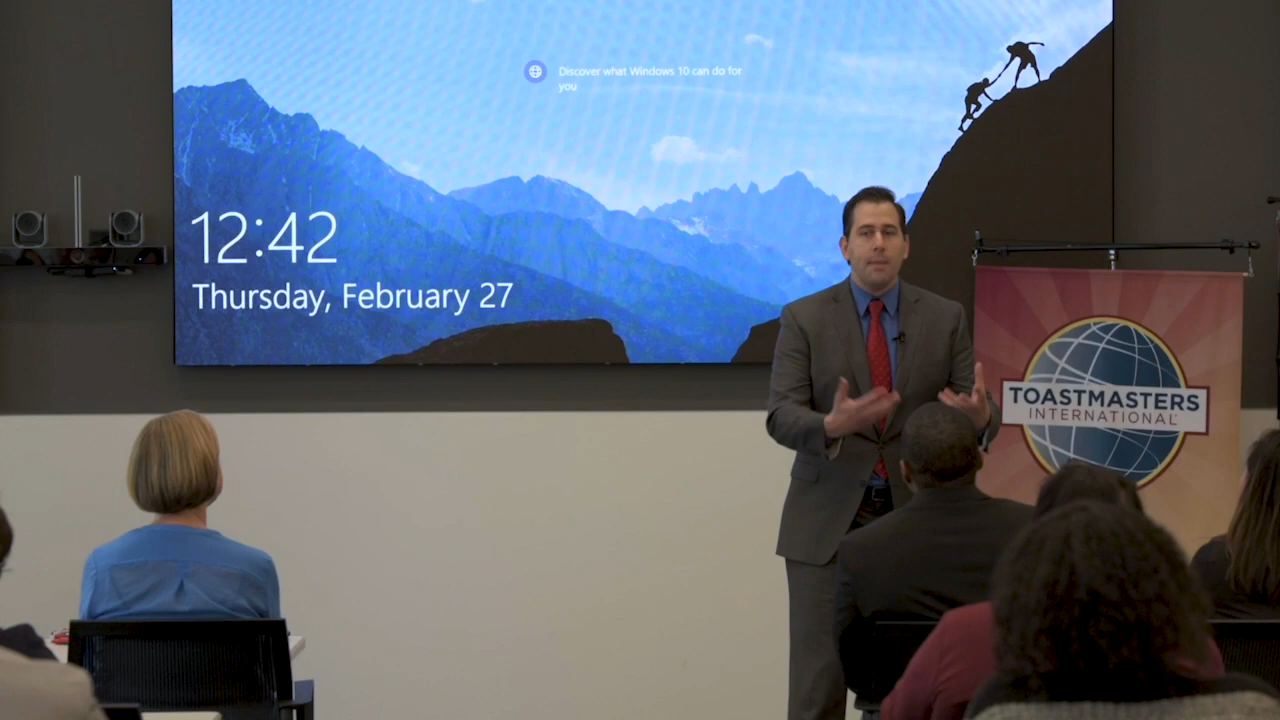 Discover what Windows 10 can do for
you
12:42
Thursday, February 27
TOASTMASTERS
INTERNATIONAL